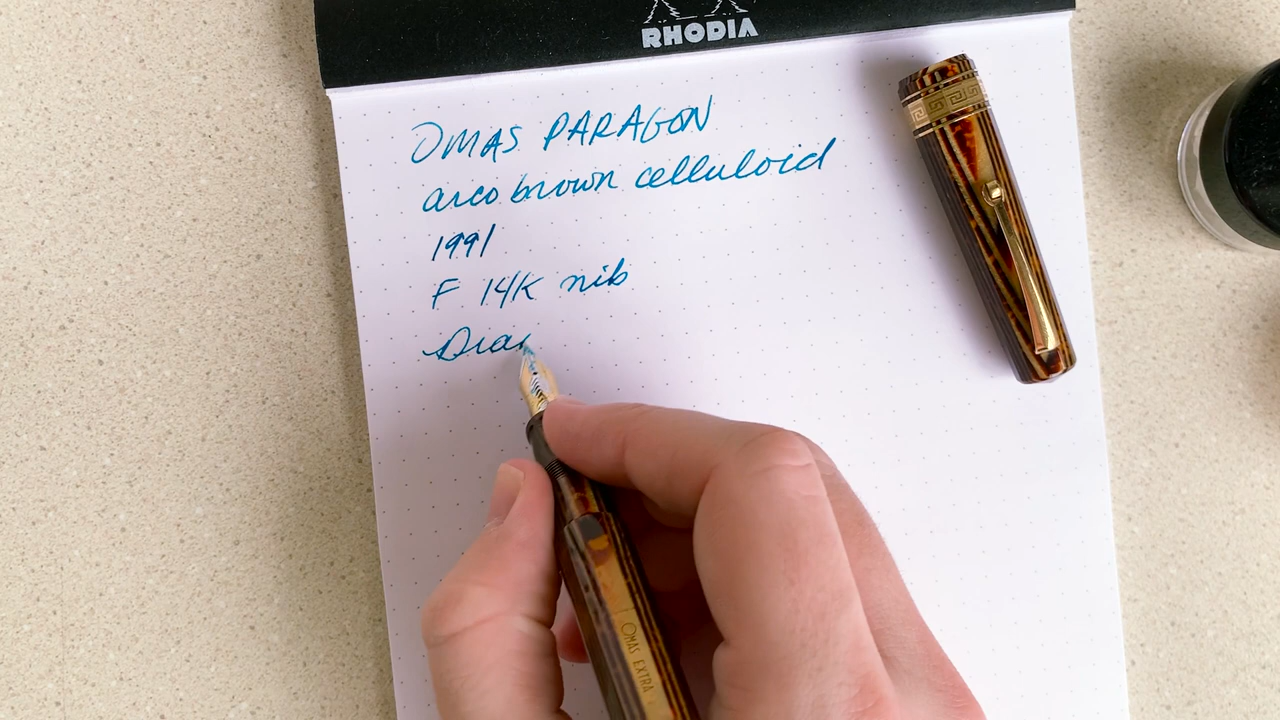 RHODIA
OMAS PARAGON
arco brown celluloid
1991
F 14K nib
OMAS EXTRA